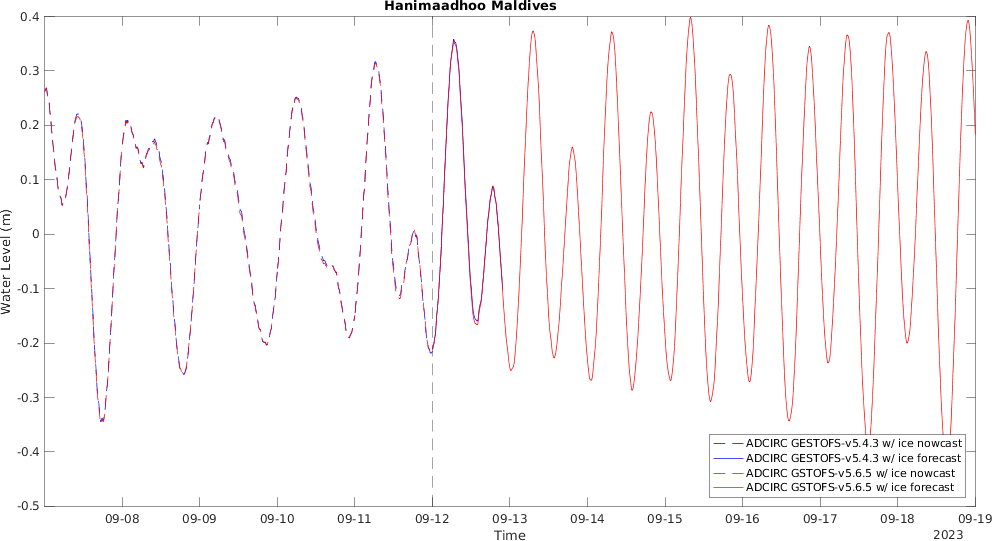 Hanimaadhoo Maldives
0.4
0.3
0.2
0.1
0
-0.1
-0.2
-0.3
-0.4
-0.5
Water Level (m)
09-08 09-09 09-10 09-11 09-12 09-13 09-14 09-15 09-16 09-17 09-18 09-19
Time
2023
ADCIRC GESTOFS-v5.4.3 w/ ice nowcast
ADCIRC GESTOFS-v5.4.3 w/ ice forecast
ADCIRC GSTOFS-v5.6.5 w/ ice nowcast
ADCIRC GSTOFS-v5.6.5 w/ ice forecast